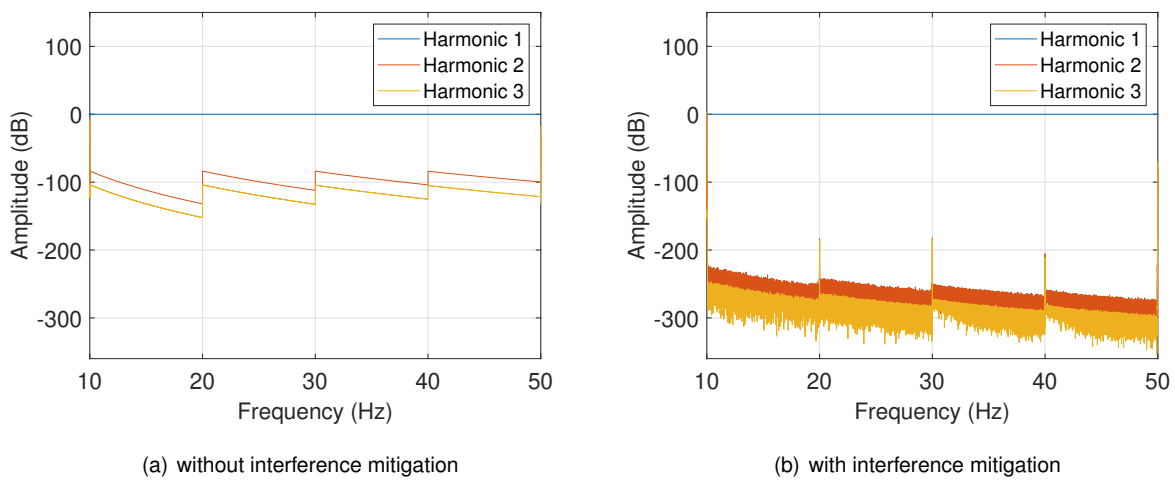 100
0
-100
-200
-300
10
20
30
40
50
Amplitude (dB)
Frequency (Hz)
Harmonic 1
Harmonic 2
Harmonic 3
(a) without interference mitigation
100
0
-100
-200
-300
10
20
30
40
50
Amplitude (dB)
Frequency (Hz)
Harmonic 1
Harmonic 2
Harmonic 3
(b) with interference mitigation